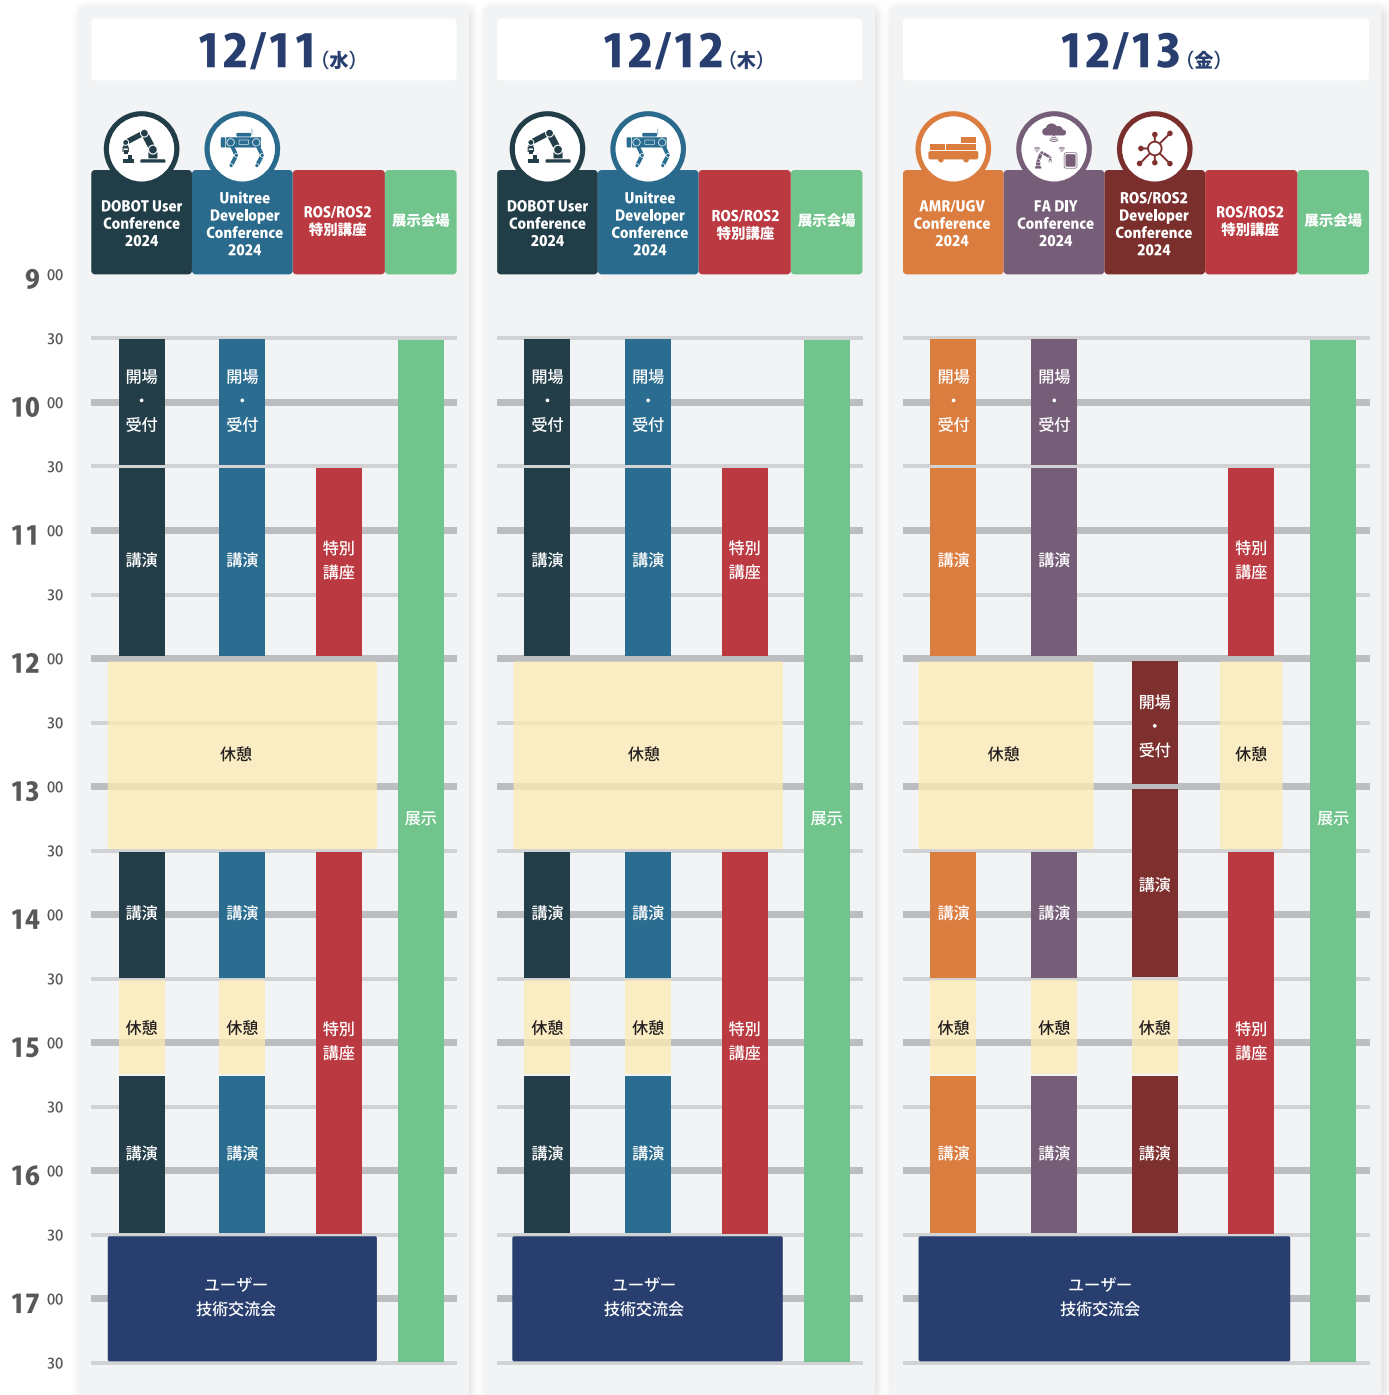 12/11（水）
DOBOT User
Conference
2024
Unitree
Developer
Conference
2024
ROS/ROS2
特別講座
展示会場
12/12（木）
DOBOT User
Conference
2024
Unitree
Developer
Conference
2024
ROS/ROS2
特別講座
展示会場
12/13（金）
AMR/UGV
Conference
2024
FA DIY
Conference
2024
ROS/ROS2
Developer
Conference
2024
ROS/ROS2
特別講座
展示会場
9 00
30
10 00
30
11 00
30
12 00
30
13 00
30
14 00
30
15 00
30
16 00
30
17 00
30
開場
・
受付
講演
開場
・
受付
講演
特別
講座
休憩
講演
休憩
講演
講演
休憩
講演
特別
講座
展示
ユーザー
技術交流会
開場
・
受付
講演
開場
・
受付
講演
特別
講座
休憩
講演
休憩
講演
講演
休憩
講演
特別
講座
展示
ユーザー
技術交流会
開場
・
受付
講演
開場
・
受付
講演
休憩
講演
休憩
講演
講演
休憩
講演
開場
・
受付
講演
休憩
講演
特別
講座
休憩
特別
講座
展示
ユーザー
技術交流会